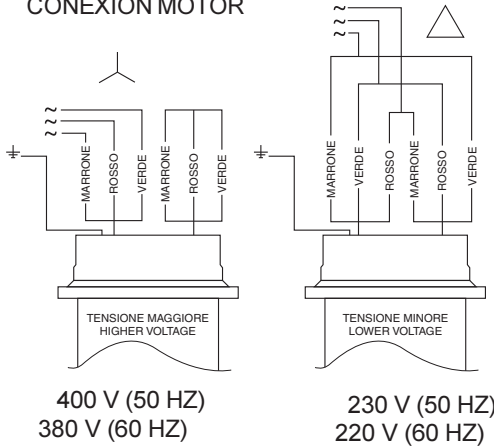 CONEXIÓN MOTOR
~
~
~
~
~
~
MARRONE
ROSSO
VERDE
MARRONE
ROSSO
VERDE
MARRONE
VERDE
ROSSO
MARRONE
ROSSO
VERDE
TENSIONE MAGGIORE
HIGHER VOLTAGE
TENSIONE MINORE
LOWER VOLTAGE
400 V (50 HZ)
380 V (60 HZ)
230 V (50 HZ)
220 V (60 HZ)